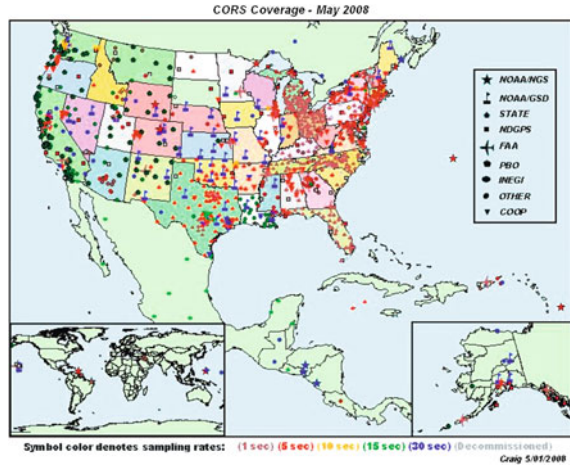 CORS Coverage - May 2008
NOAA/NGS
NOAA/GSD
STATE
NDGPS
FAA
PBO
INEGI
OTHER
COOP
Symbol color denotes sampling rates: (1 sec) (5 sec) (10 sec) (15 sec) (30 sec) (Decommissioned)
Craig 5/01/2008